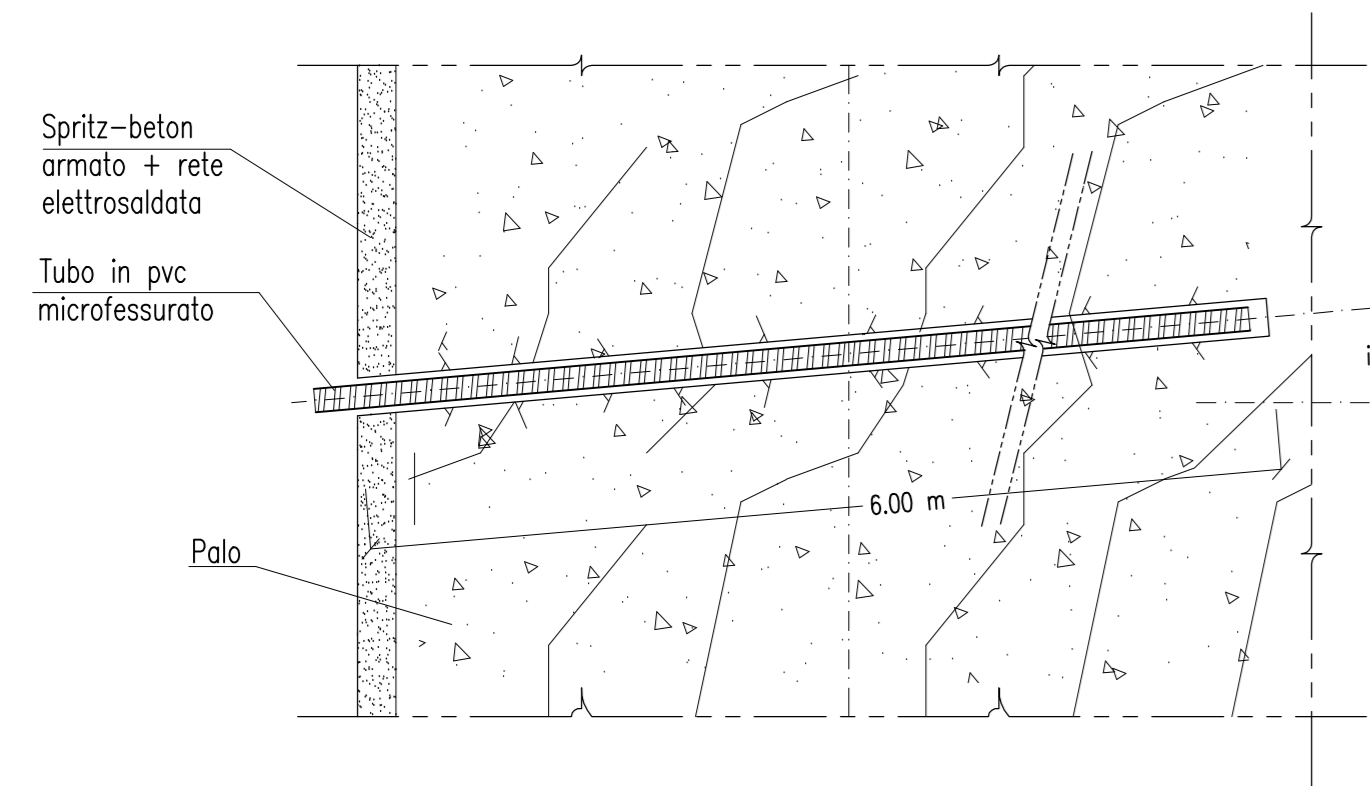 Spritz-beton
armato + rete
elettrosaldata
Tubo in pvc
microfessurato
6.00 m
Palo
i